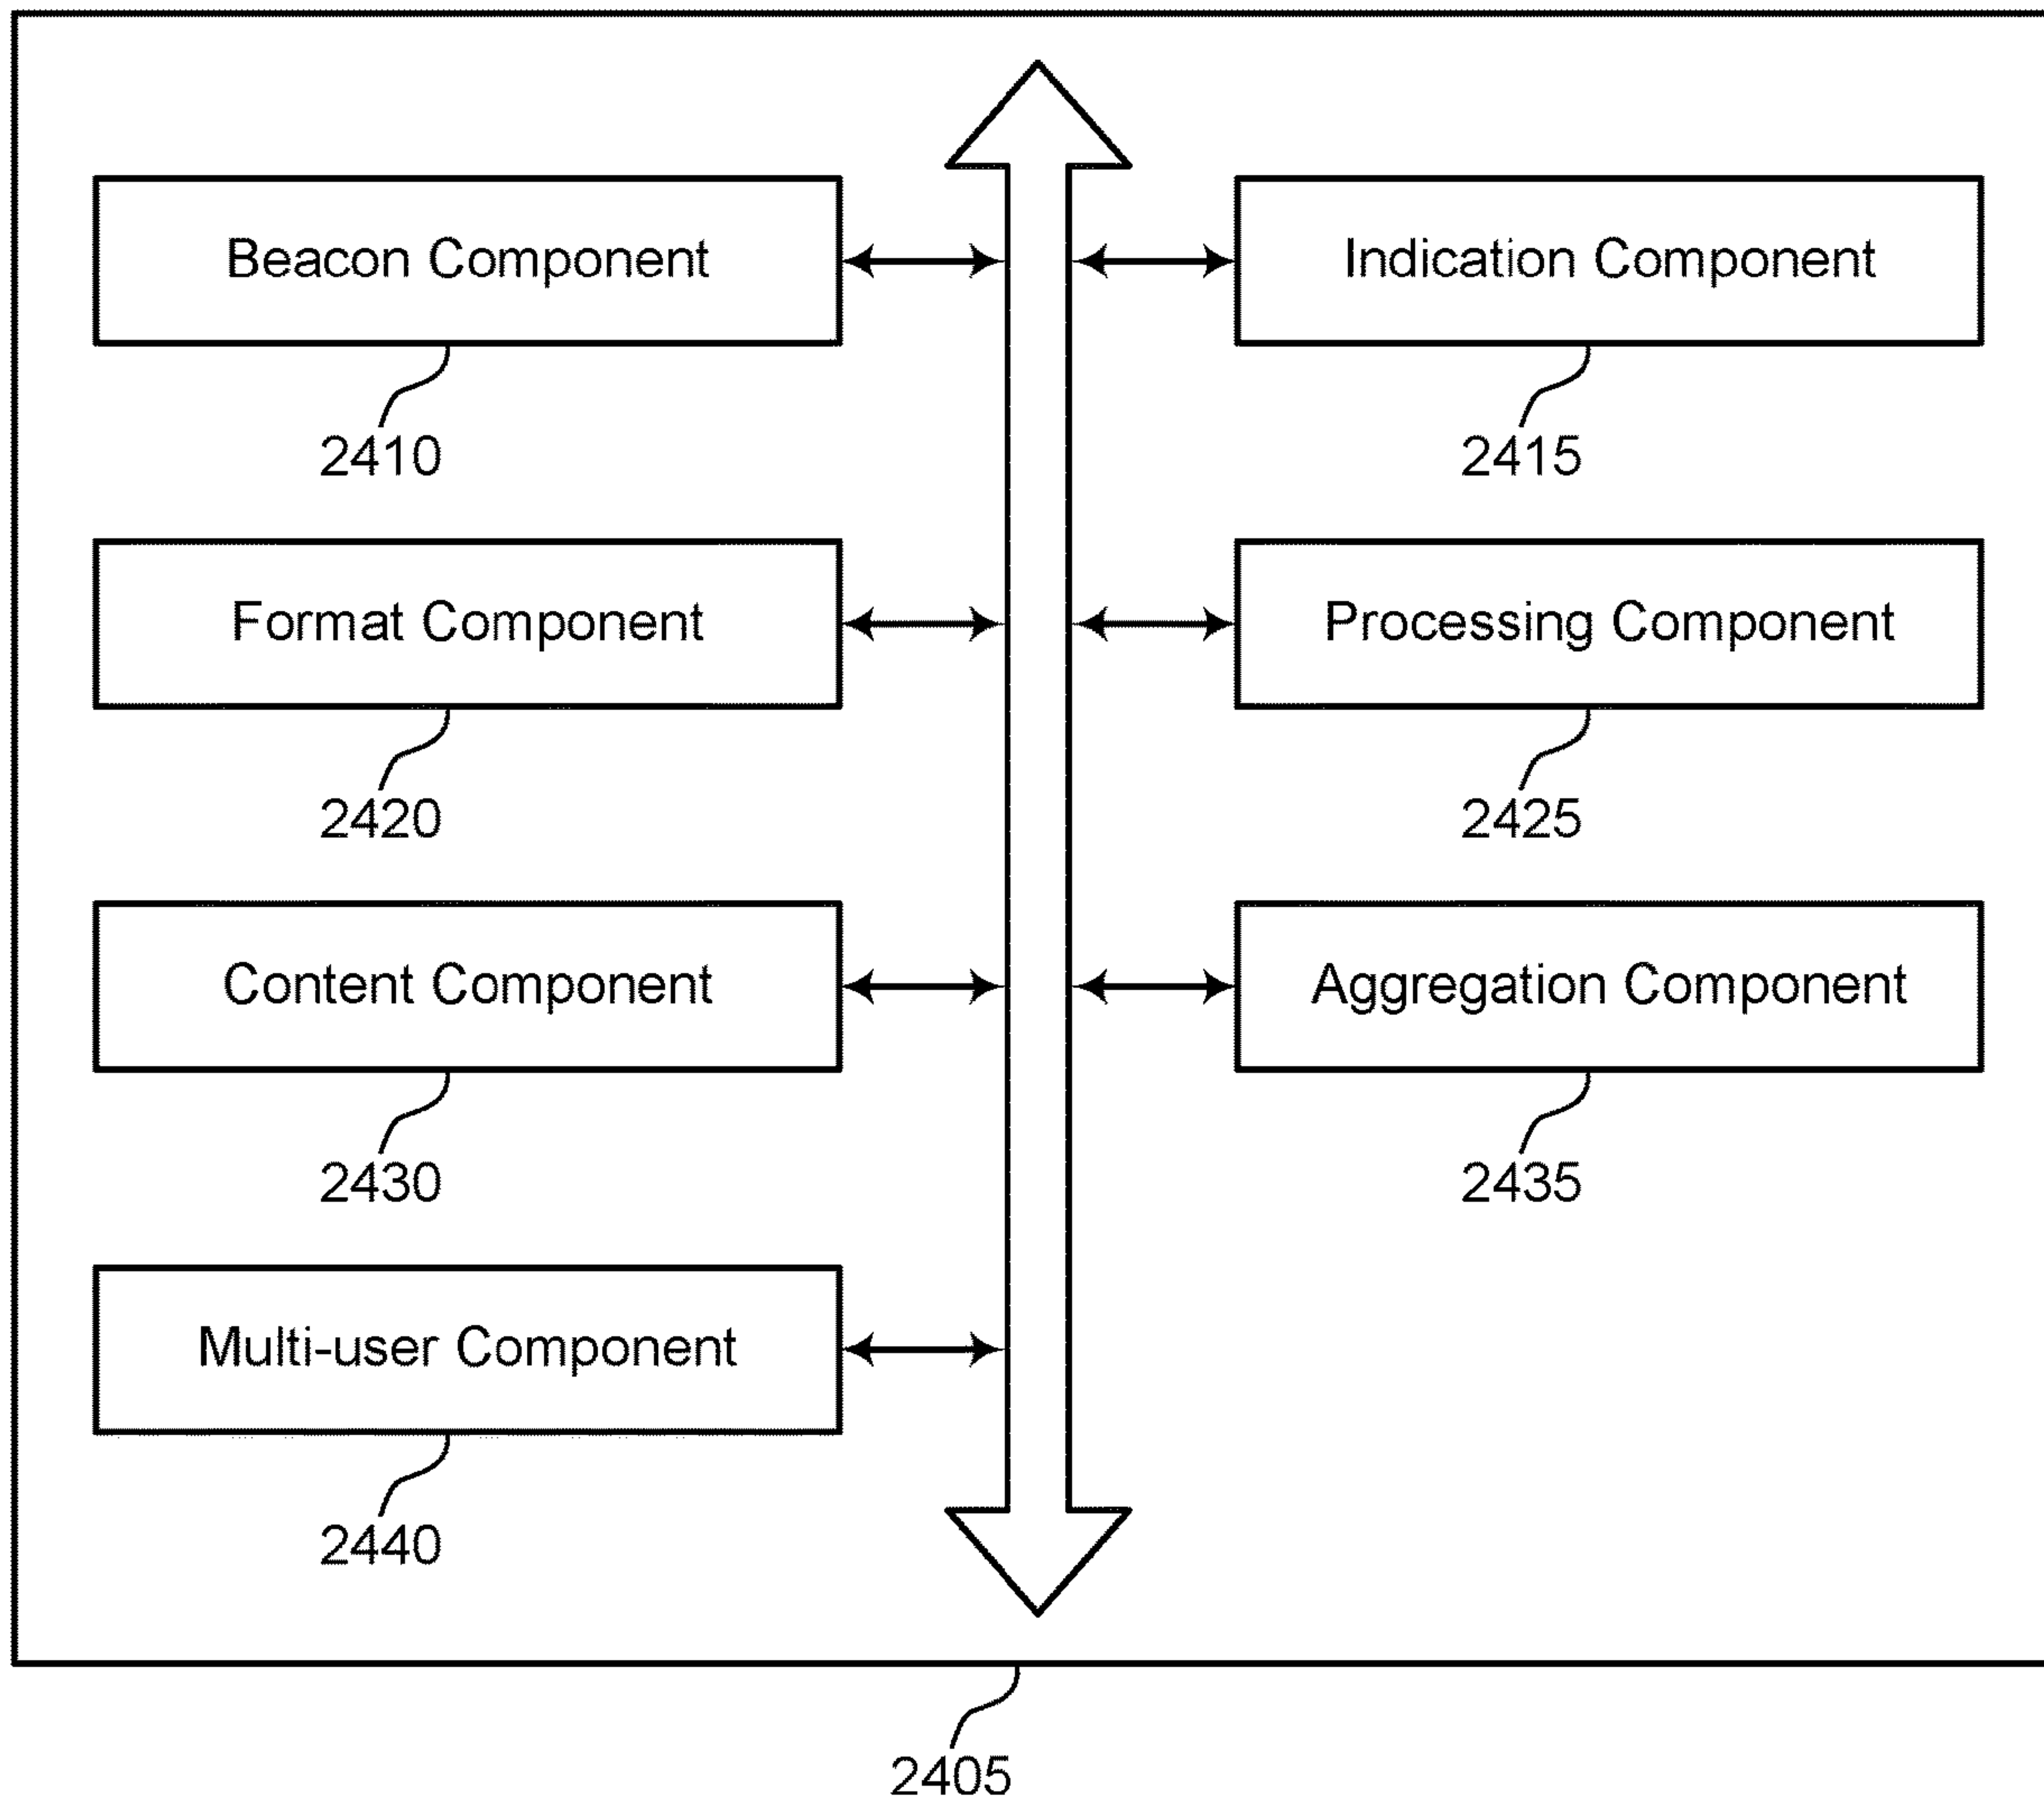 Beacon Component
Indication Component
2410
2415
Format Component
Processing Component
2420
2425
Content Component
Aggregation Component
2430
2435
Multi-user Component
2440
2405